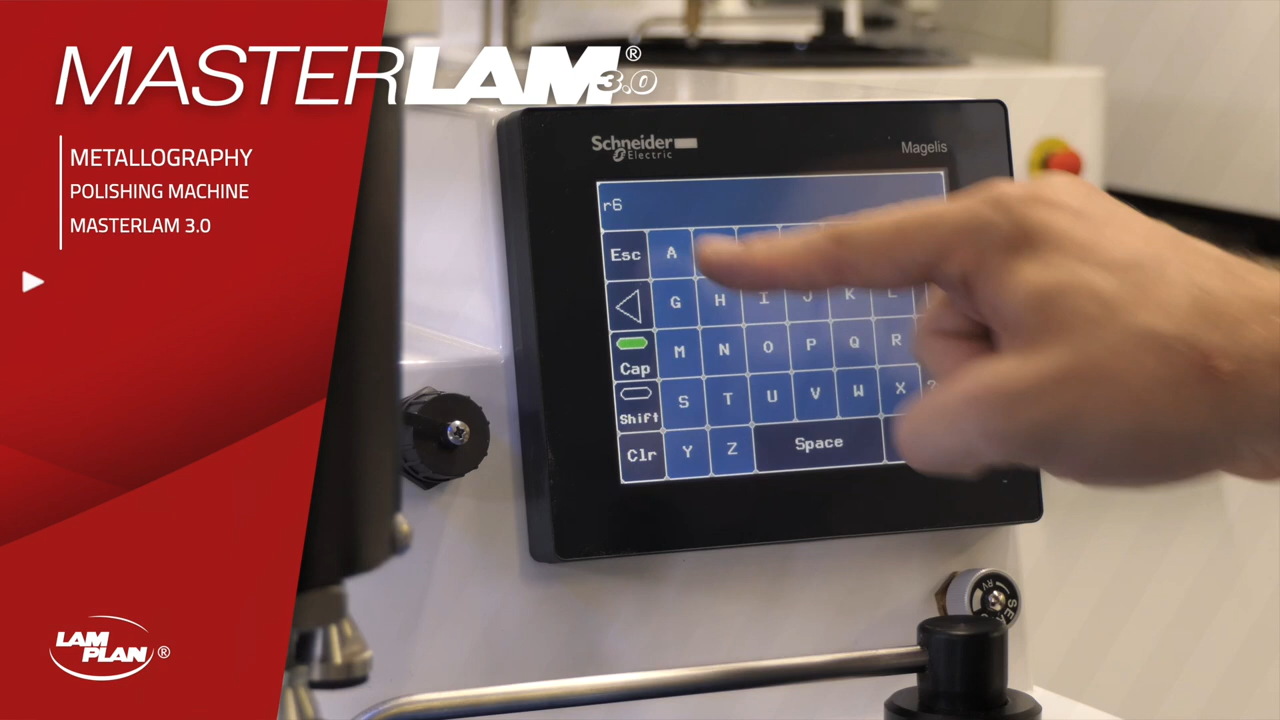 MASTERLAM®
3.0
METALLOGRAPHY
POLISHING MACHINE
MASTERLAM 3.0
Schneider
Electric
Magelis
r6
Esc A
G H I J K L
Cap M N O P Q R
Shift S T U V W X ?
Clr Y Z Space
RV
LAM
PLAN ®